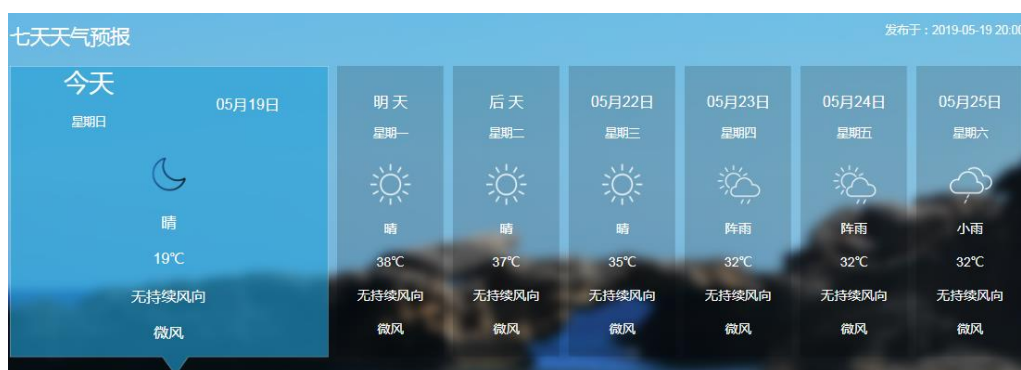 七天天气预报
发布于：2019-05-19 20:00
今天
星期日
05月19日
晴
19℃
无持续风向
微风
明天
星期一
晴
38℃
无持续风向
微风
后天
星期二
晴
37℃
无持续风向
微风
05月22日
星期三
晴
35℃
无持续风向
微风
05月23日
星期四
阵雨
32℃
无持续风向
微风
05月24日
星期五
阵雨
32℃
无持续风向
微风
05月25日
星期六
小雨
32℃
无持续风向
微风